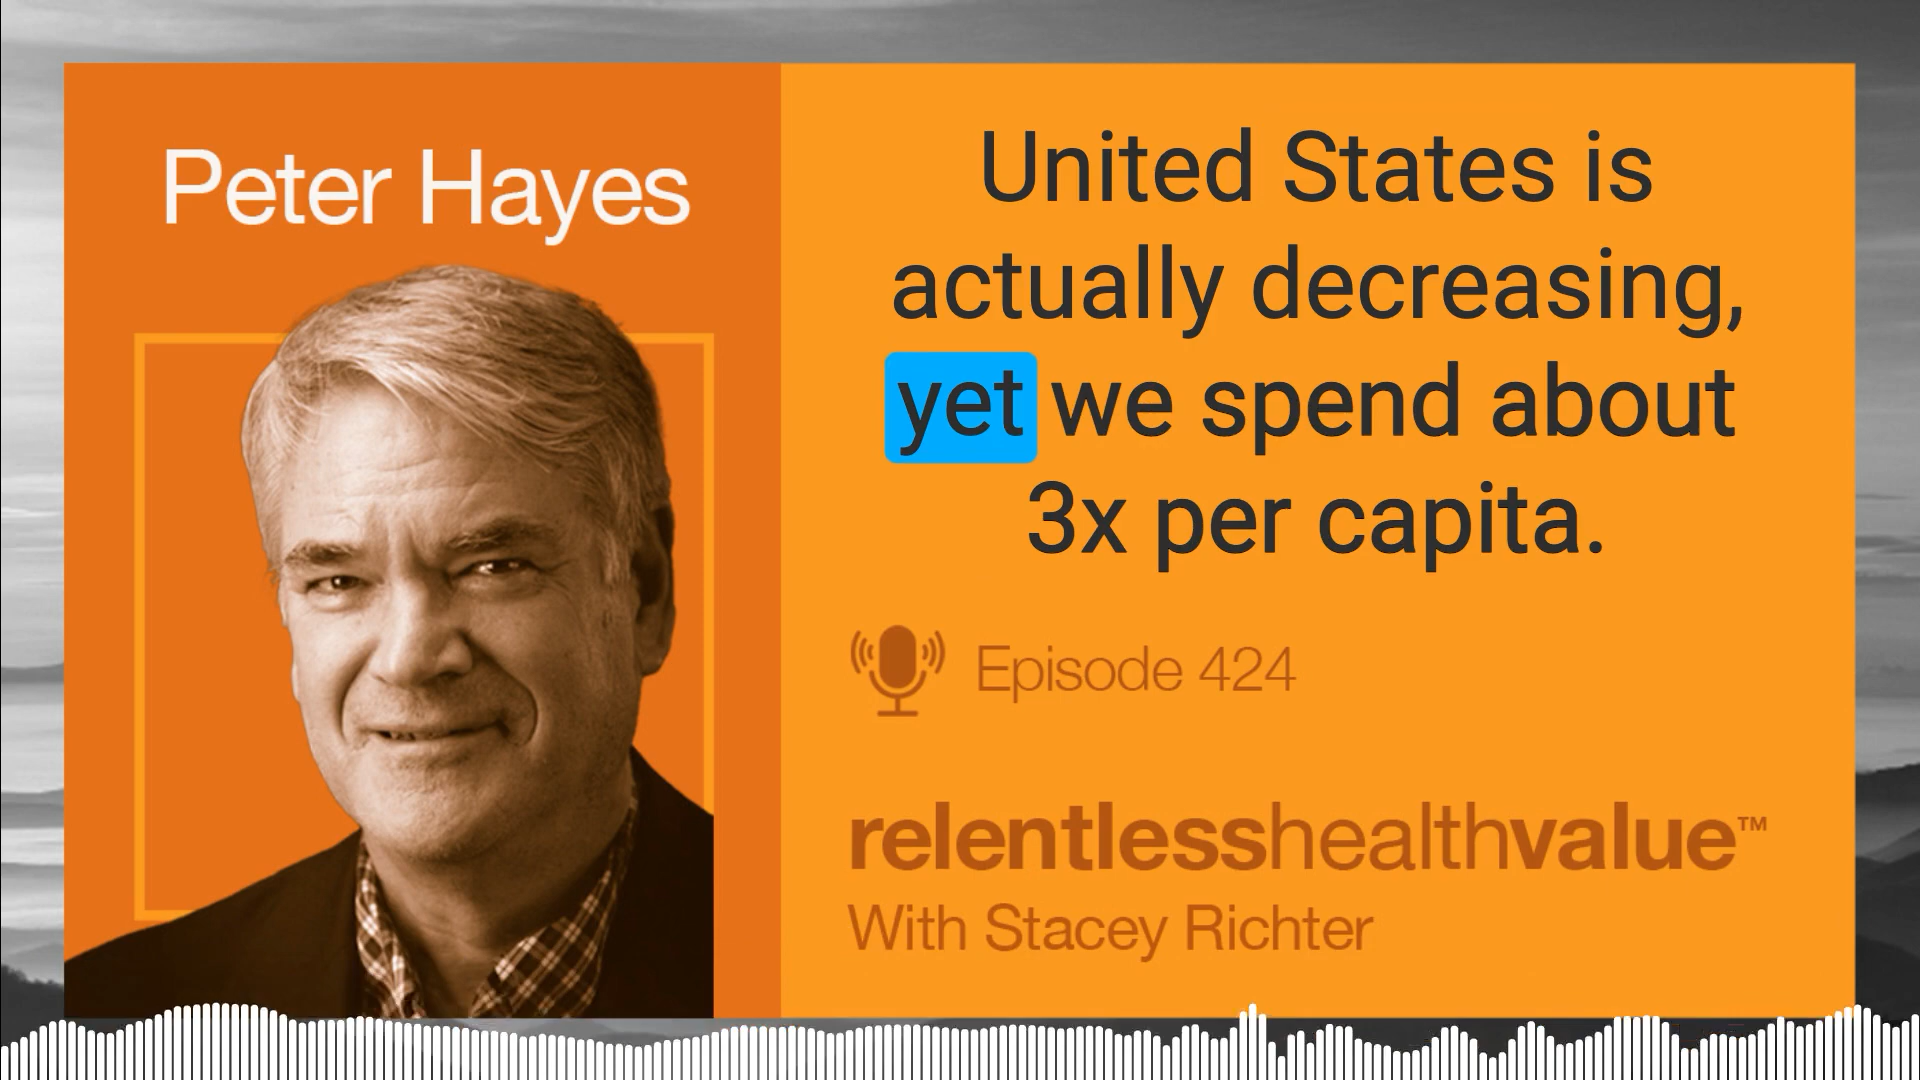 Peter Hayes
United States is
actually decreasing,
yet we spend about
3x per capita.
Episode 424
relentlesshealthvalue™
With Stacey Richter